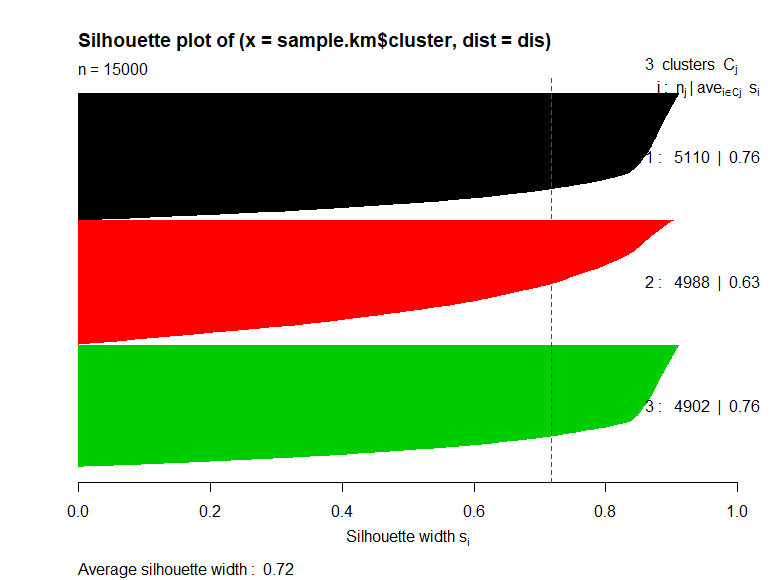 Silhouette plot of (x = sample.km$cluster, dist = dis)
n = 15000
3 clusters Cj
j : nj | avei∈Cj si
1 : 5110 | 0.76
2 : 4988 | 0.63
3 : 4902 | 0.76
0.0 0.2 0.4 0.6 0.8 1.0
Silhouette width si
Average silhouette width : 0.72